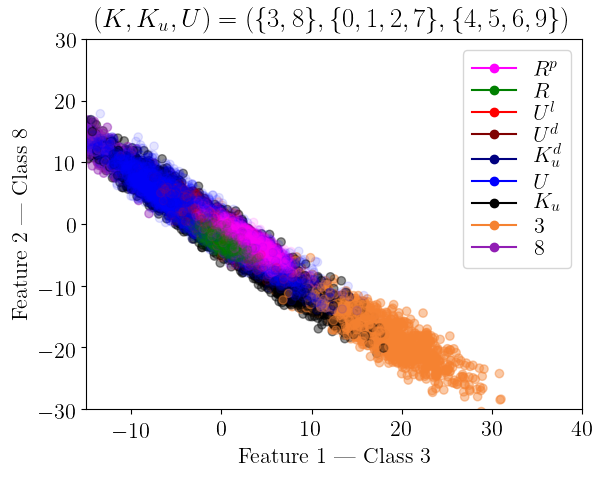 (K, K_u, U) = ({3, 8}, {0, 1, 2, 7}, {4, 5, 6, 9})
30
20
10
0
−10
−20
−30
Feature 2 — Class 8
R^p
R
U^l
U^d
K_u^d
U
K_u
3
8
−10
0
10
20
30
40
Feature 1 — Class 3